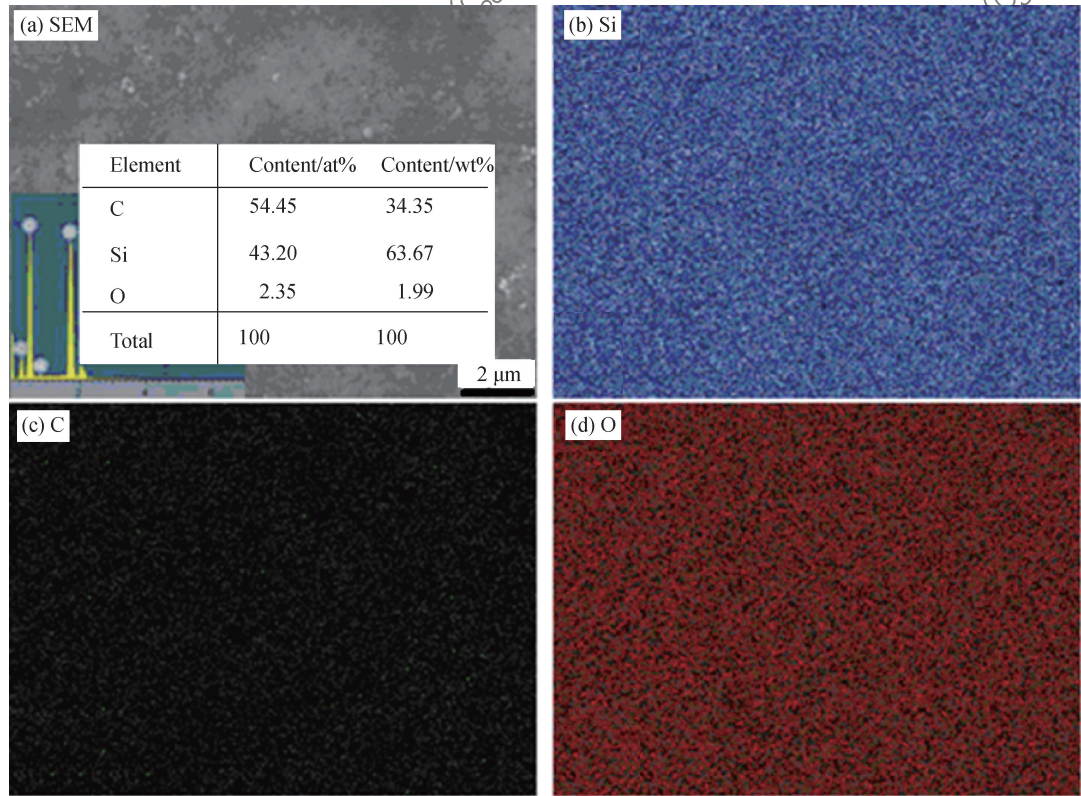 (a) SEM
Element Content/at% Content/wt%
C 54.45 34.35
Si 43.20 63.67
O 2.35 1.99
Total 100 100
2 μm
(b) Si
(c) C
(d) O